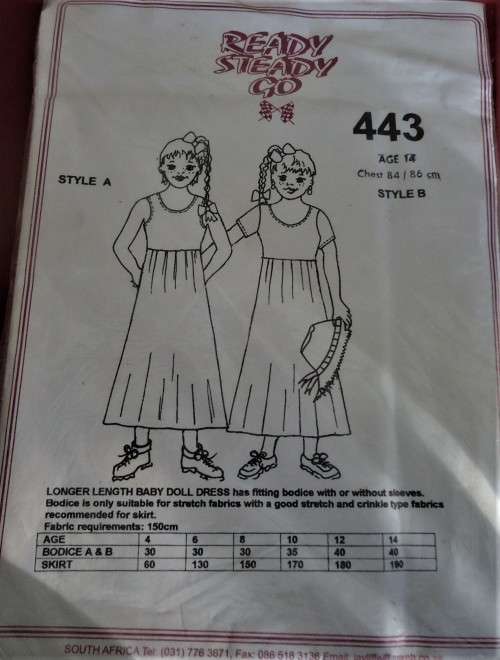 READY
STEADY
GO
443
AGE 14
Chest 84/86 cm
STYLE A
STYLE B
LONGER LENGTH BABY DOLL DRESS has fitting bodice with or without sleeves.
Bodice is only suitable for stretch fabrics with a good stretch and crinkle type fabrics
recommended for skirt.
Fabric requirements: 150cm
AGE 4 6 8 10 12 14
BODICE A & B 30 30 30 35 40 40
SKIRT 60 130 150 170 180 190
SOUTH AFRICA Tel: (031) 776 3871, Fax: 086 518 3136 Email: